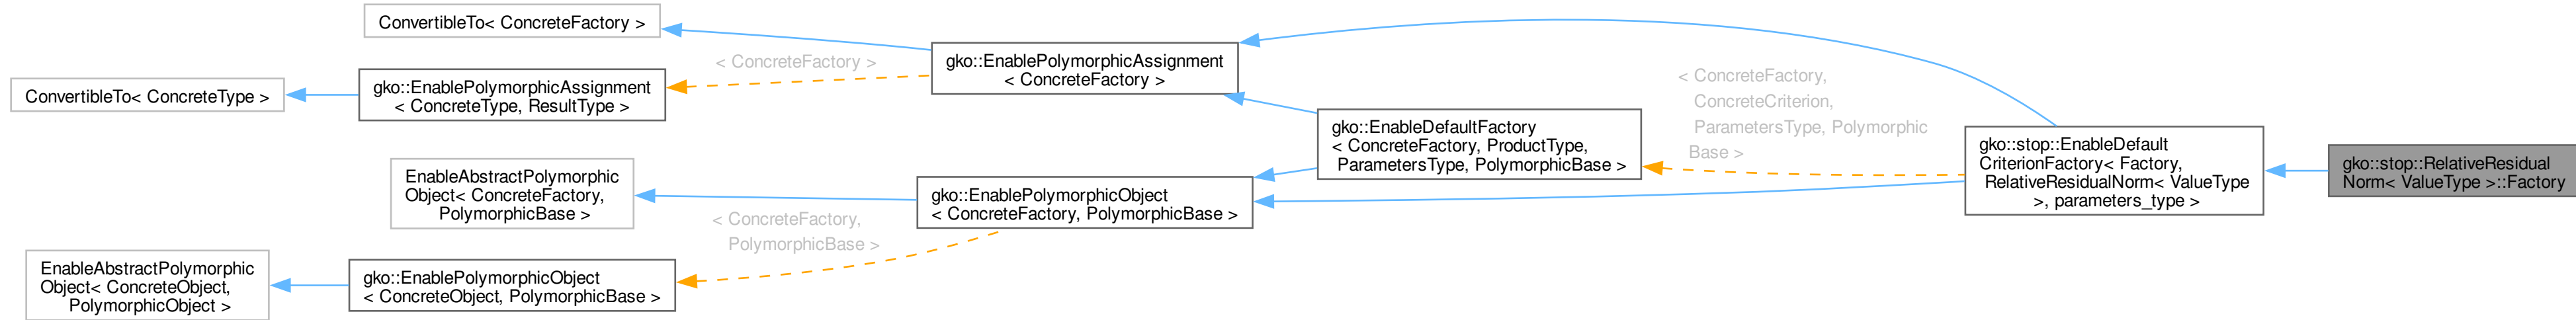 ConvertibleTo< ConcreteFactory >
ConvertibleTo< ConcreteType >
gko::EnablePolymorphicAssignment
< ConcreteType, ResultType >
< ConcreteFactory >
gko::EnablePolymorphicAssignment
< ConcreteFactory >
EnableAbstractPolymorphic
Object< ConcreteFactory,
PolymorphicBase >
EnableAbstractPolymorphic
Object< ConcreteObject,
PolymorphicObject >
gko::EnablePolymorphicObject
< ConcreteObject, PolymorphicBase >
< ConcreteFactory,
PolymorphicBase >
gko::EnablePolymorphicObject
< ConcreteFactory, PolymorphicBase >
gko::EnableDefaultFactory
< ConcreteFactory, ProductType,
ParametersType, PolymorphicBase >
< ConcreteFactory,
ConcreteCriterion,
ParametersType, Polymorphic
Base >
gko::stop::EnableDefault
CriterionFactory< Factory,
RelativeResidualNorm< ValueType
>, parameters_type >
gko::stop::RelativeResidual
Norm< ValueType >::Factory